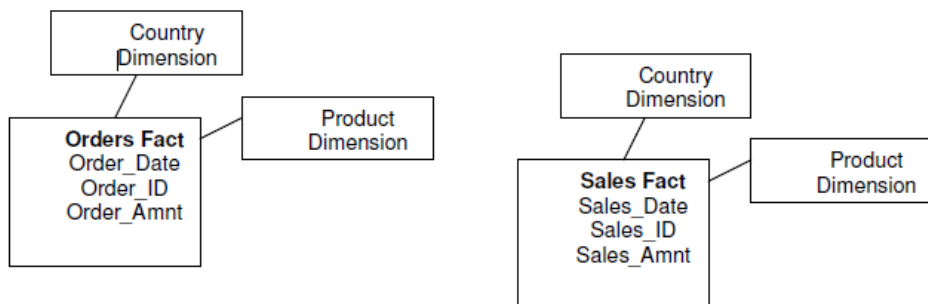 Country
Dimension
Product
Dimension
Orders Fact
Order_Date
Order_ID
Order_Amnt
Country
Dimension
Product
Dimension
Sales Fact
Sales_Date
Sales_ID
Sales_Amnt